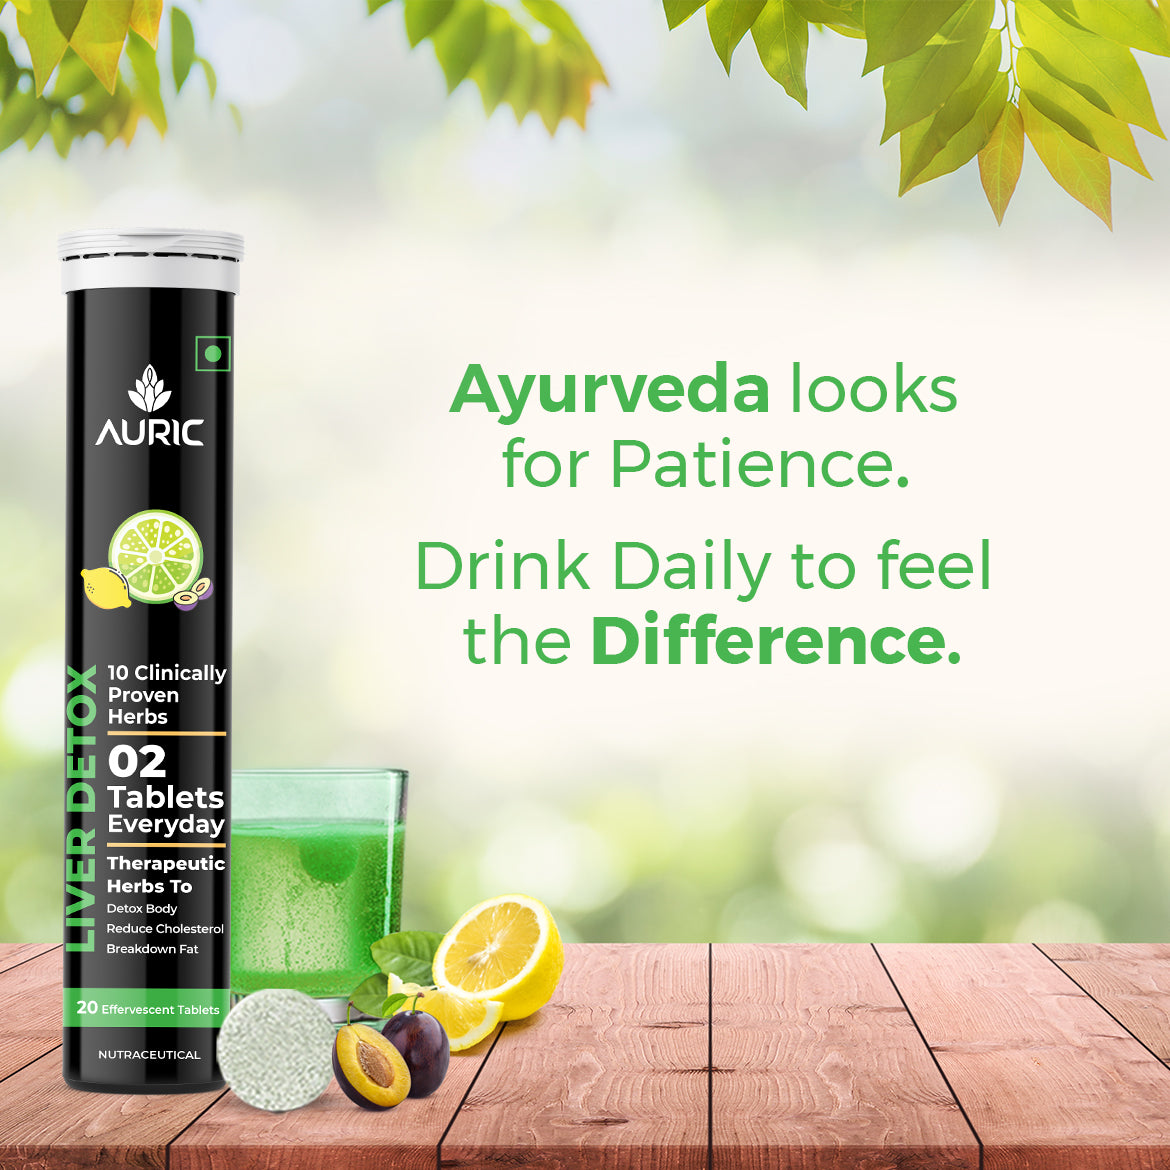 AURIC
LIVER DETOX
10 Clinically
Proven
Herbs
02
Tablets
Everyday
Therapeutic
Herbs To
Detox Body
Reduce Cholesterol
Breakdown Fat
20 Effervescent Tablets
NUTRACEUTICAL
Ayurveda looks
for Patience.
Drink Daily to feel
the Difference.